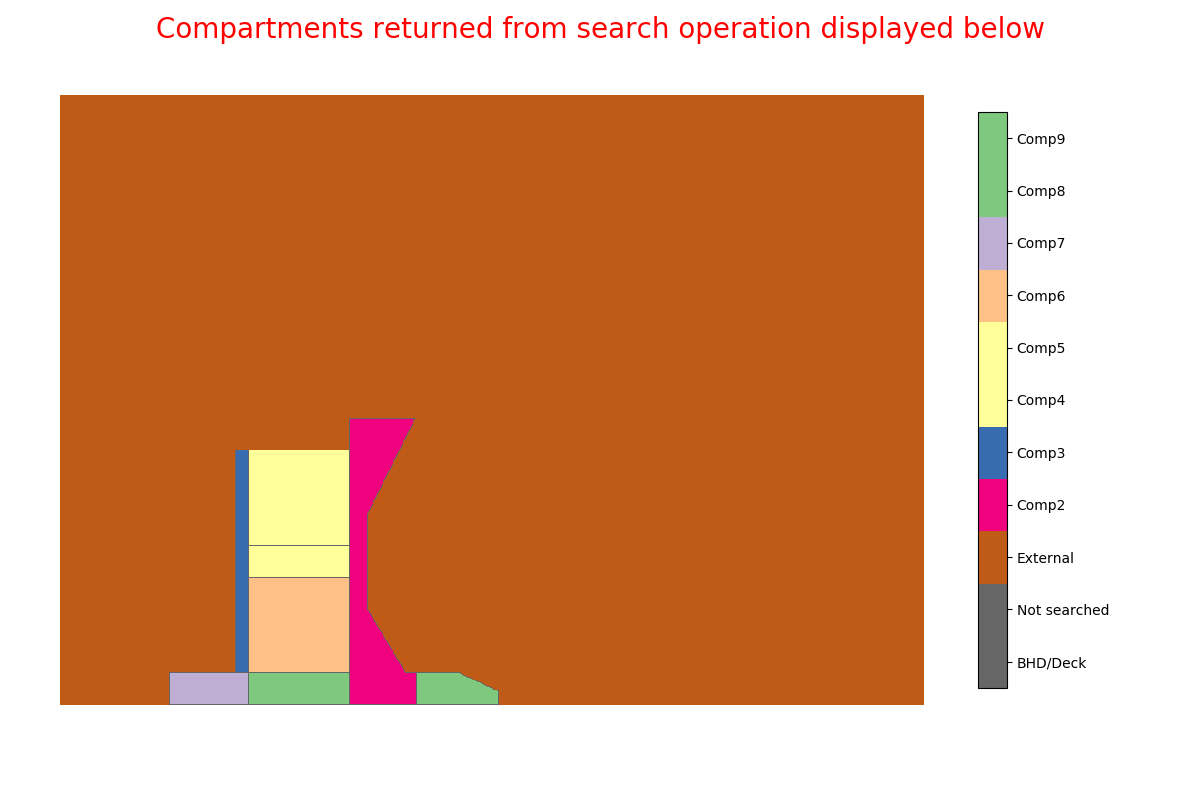 Compartments returned from search operation displayed below
Comp9
Comp8
Comp7
Comp6
Comp5
Comp4
Comp3
Comp2
External
Not searched
BHD/Deck